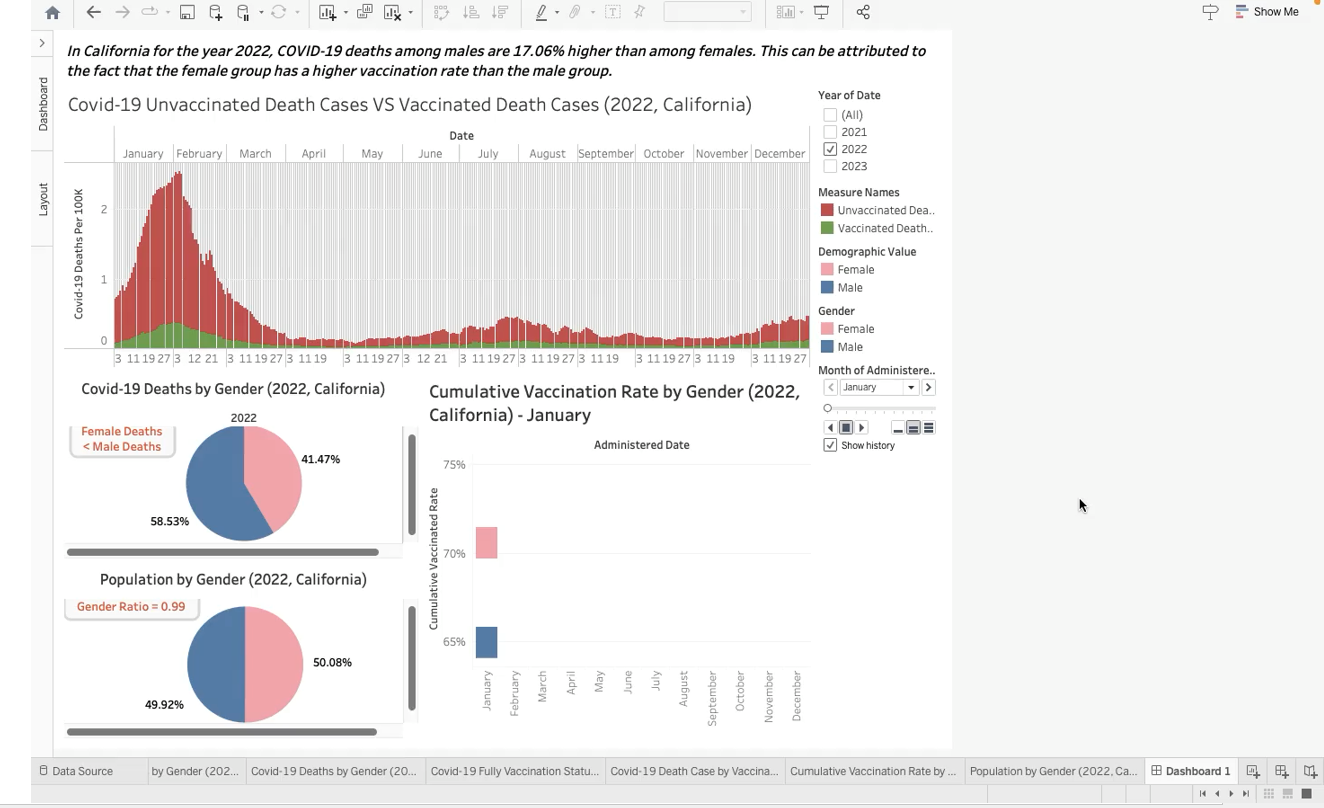 Show Me
In California for the year 2022, COVID-19 deaths among males are 17.06% higher than among females. This can be attributed to
the fact that the female group has a higher vaccination rate than the male group.
Dashboard
Layout
Covid-19 Unvaccinated Death Cases VS Vaccinated Death Cases (2022, California)
Date
January February March April May June July August September October November December
Covid-19 Deaths Per 100K
2
1
0
3 11 19 27 3 12 21 3 11 19 27 3 11 19 3 11 19 27 3 12 21 3 11 19 27 3 11 19 27 3 11 19 3 11 19 27 3 11 19 3 11 19 27
Year of Date
(All)
2021
2022
2023
Measure Names
Unvaccinated Dea..
Vaccinated Death..
Demographic Value
Female
Male
Gender
Female
Male
Month of Administere..
January
Show history
Covid-19 Deaths by Gender (2022, California)
2022
Female Deaths
< Male Deaths
41.47%
58.53%
Population by Gender (2022, California)
Gender Ratio = 0.99
50.08%
49.92%
Cumulative Vaccination Rate by Gender (2022,
California) - January
Administered Date
Cumulative Vaccinated Rate
75%
70%
65%
January February March April May June July August September October November December
Data Source
by Gender (202...
Covid-19 Deaths by Gender (20...
Covid-19 Fully Vaccination Statu...
Covid-19 Death Case by Vaccina...
Cumulative Vaccination Rate by ...
Population by Gender (2022, Ca...
Dashboard 1